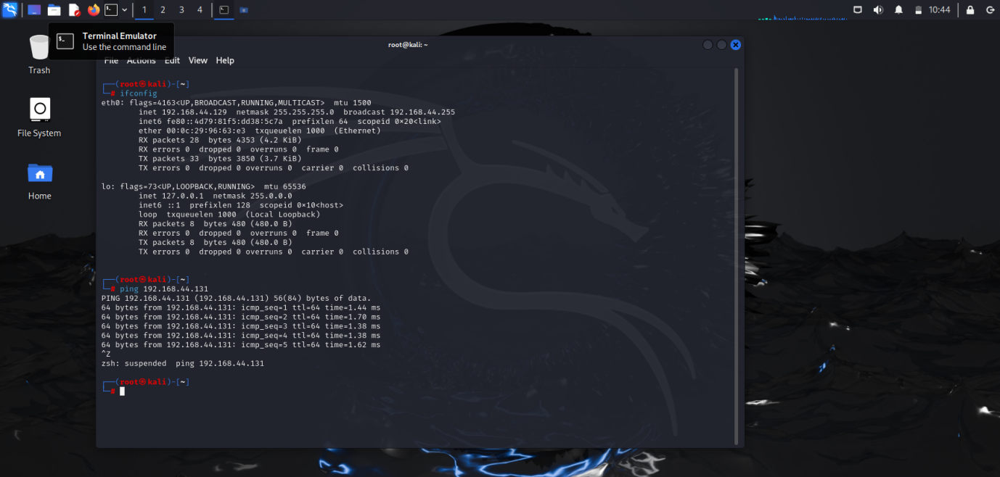 1 2 3 4
10:44
Terminal Emulator
Use the command line
Trash
File System
Home
root@kali: ~
File Actions Edit View Help
┌──(root㉿kali)-[~]
└─# ifconfig
eth0: flags=4163<UP,BROADCAST,RUNNING,MULTICAST>  mtu 1500
        inet 192.168.44.129  netmask 255.255.255.0  broadcast 192.168.44.255
        inet6 fe80::4d79:81f5:dd38:5c7a  prefixlen 64  scopeid 0×20<link>
        ether 00:0c:29:96:63:e3  txqueuelen 1000  (Ethernet)
        RX packets 28  bytes 4353 (4.2 KiB)
        RX errors 0  dropped 0  overruns 0  frame 0
        TX packets 33  bytes 3850 (3.7 KiB)
        TX errors 0  dropped 0 overruns 0  carrier 0  collisions 0
lo: flags=73<UP,LOOPBACK,RUNNING>  mtu 65536
        inet 127.0.0.1  netmask 255.0.0.0
        inet6 ::1  prefixlen 128  scopeid 0×10<host>
        loop  txqueuelen 1000  (Local Loopback)
        RX packets 8  bytes 480 (480.0 B)
        RX errors 0  dropped 0  overruns 0  frame 0
        TX packets 8  bytes 480 (480.0 B)
        TX errors 0  dropped 0 overruns 0  carrier 0  collisions 0
┌──(root㉿kali)-[~]
└─# ping 192.168.44.131
PING 192.168.44.131 (192.168.44.131) 56(84) bytes of data.
64 bytes from 192.168.44.131: icmp_seq=1 ttl=64 time=1.44 ms
64 bytes from 192.168.44.131: icmp_seq=2 ttl=64 time=1.70 ms
64 bytes from 192.168.44.131: icmp_seq=3 ttl=64 time=1.38 ms
64 bytes from 192.168.44.131: icmp_seq=4 ttl=64 time=1.38 ms
64 bytes from 192.168.44.131: icmp_seq=5 ttl=64 time=1.62 ms
^Z
zsh: suspended  ping 192.168.44.131
┌──(root㉿kali)-[~]
└─#